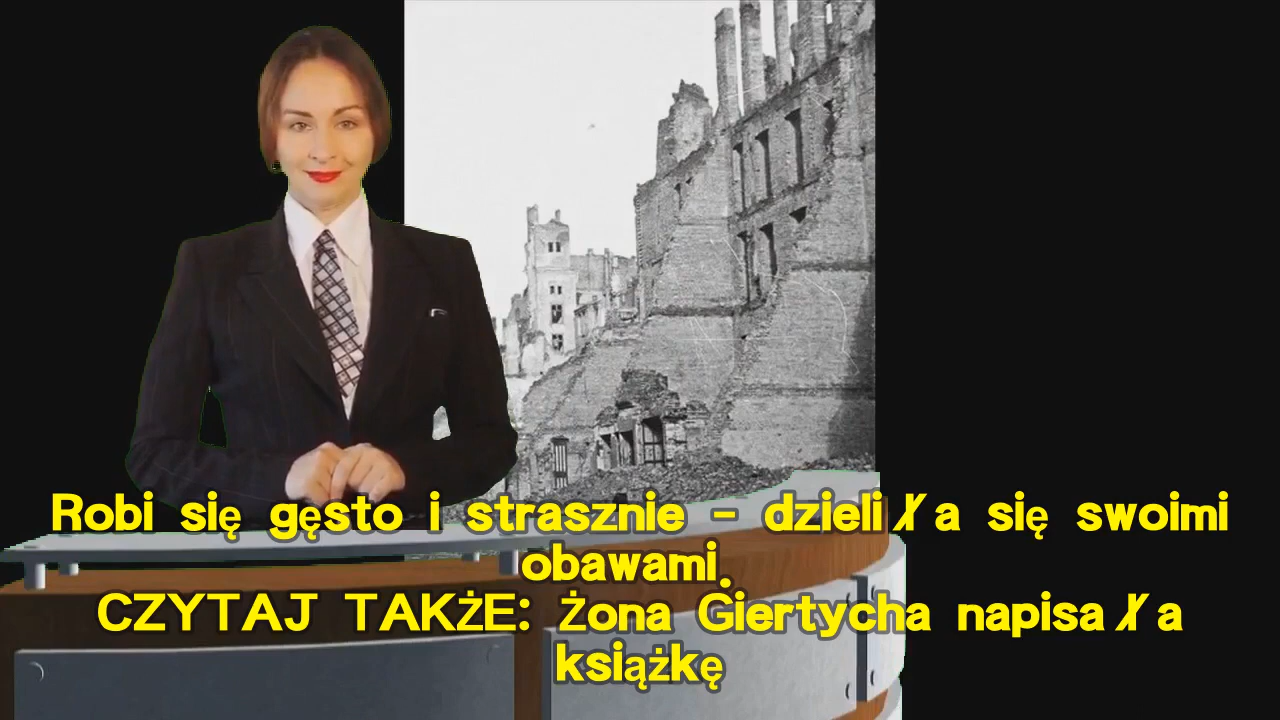 Robi się gęsto i strasznie - dzieliła się swoimi
obawami.
CZYTAJ TAKŻE: Żona Giertycha napisała
książkę